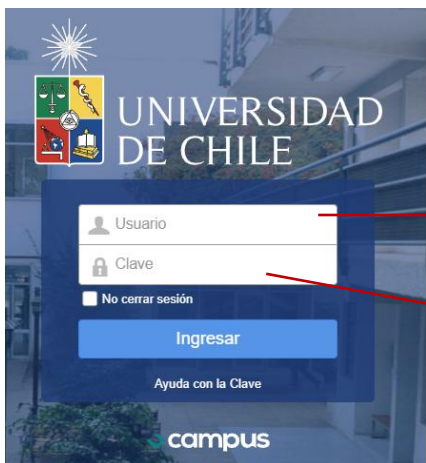 UNIVERSIDAD
DE CHILE
Usuario
Clave
No cerrar sesión
Ingresar
Ayuda con la Clave
campus